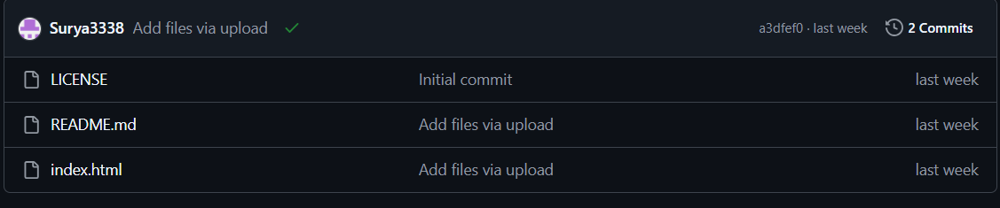 Surya3338 Add files via upload a3dfef0 · last week 2 Commits
LICENSE Initial commit last week
README.md Add files via upload last week
index.html Add files via upload last week